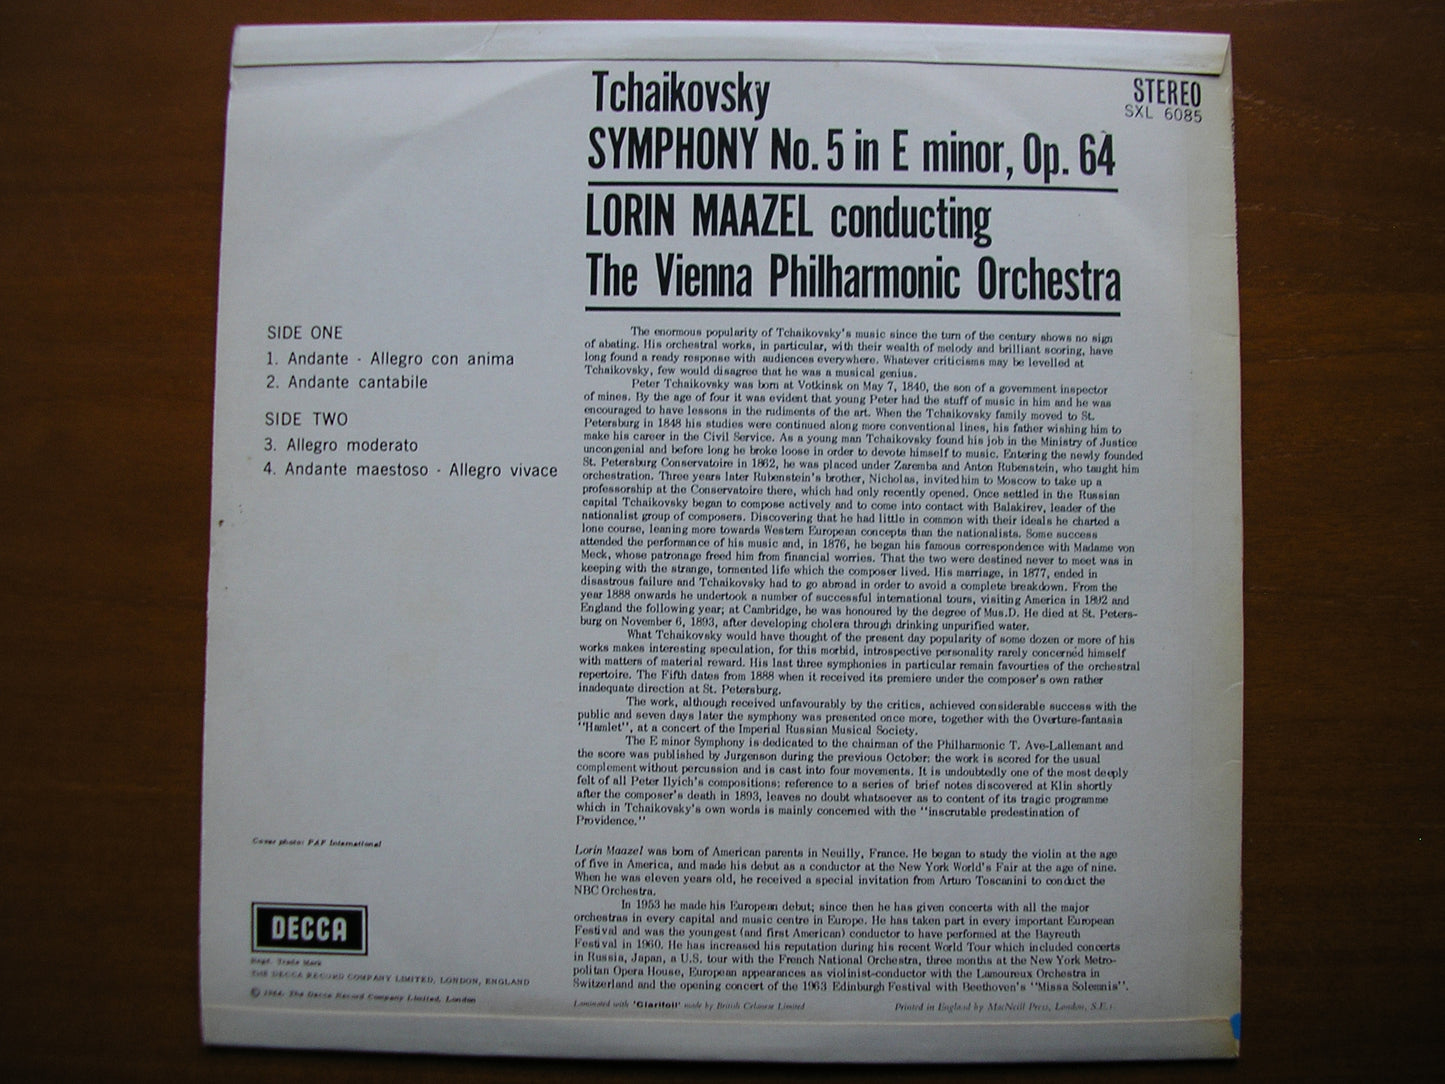 Tchaikovsky
STEREO
SXL 6085
SYMPHONY No. 5 in E minor, Op. 64
LORIN MAAZEL conducting
The Vienna Philharmonic Orchestra
SIDE ONE
1. Andante - Allegro con anima
2. Andante cantabile
SIDE TWO
3. Allegro moderato
4. Andante maestoso - Allegro vivace
The enormous popularity of Tchaikovsky's music since the turn of the century shows no sign
of abating. His orchestral works, in particular, with their wealth of melody and brilliant scoring, have
long found a ready response with audiences everywhere. Whatever criticisms may be levelled at
Tchaikovsky, few would disagree that he was a musical genius.
Peter Tchaikovsky was born at Votkinsk on May 7, 1840, the son of a government inspector
of mines. By the age of four it was evident that young Peter had the stuff of music in him and he was
encouraged to have lessons in the rudiments of the art. When the Tchaikovsky family moved to St.
Petersburg in 1848 his studies were continued along more conventional lines, his father wishing him to
make his career in the Civil Service. As a young man Tchaikovsky found his job in the Ministry of Justice
uncongenial and before long he broke loose in order to devote himself to music. Entering the newly founded
St. Petersburg Conservatoire in 1862, he was placed under Zaremba and Anton Rubenstein, who taught him
orchestration. Three years later Rubenstein's brother, Nicholas, invited him to Moscow to take up a
professorship at the Conservatoire there, which had only recently opened. Once settled in the Russian
capital Tchaikovsky began to compose actively and to come into contact with Balakirev, leader of the
nationalist group of composers. Discovering that he had little in common with their ideals he charted a
lone course, leaning more towards Western European concepts than the nationalists. Some success
attended the performance of his music and, in 1876, he began his famous correspondence with Madame von
Meck, whose patronage freed him from financial worries. That the two were destined never to meet was in
keeping with the strange, tormented life which the composer lived. His marriage, in 1877, ended in
disastrous failure and Tchaikovsky had to go abroad in order to avoid a complete breakdown. From the
year 1888 onwards he undertook a number of successful international tours, visiting America in 1892 and
England the following year; at Cambridge, he was honoured by the degree of Mus.D. He died at St. Peters-
burg on November 6, 1893, after developing cholera through drinking unpurified water.
What Tchaikovsky would have thought of the present day popularity of some dozen or more of his
works makes interesting speculation, for this morbid, introspective personality rarely concerned himself
with matters of material reward. His last three symphonies in particular remain favourties of the orchestral
repertoire. The Fifth dates from 1888 when it received its premiere under the composer's own rather
inadequate direction at St. Petersburg.
The work, although received unfavourably by the critics, achieved considerable success with the
public and seven days later the symphony was presented once more, together with the Overture-fantasia
"Hamlet", at a concert of the Imperial Russian Musical Society.
The E minor Symphony is dedicated to the chairman of the Philharmonic T. Ave-Lallemant and
the score was published by Jurgenson during the previous October: the work is scored for the usual
complement without percussion and is cast into four movements. It is undoubtedly one of the most deeply
felt of all Peter Ilyich's compositions: reference to a series of brief notes discovered at Klin shortly
after the composer's death in 1893, leaves no doubt whatsoever as to content of its tragic programme
which in Tchaikovsky's own words is mainly concerned with the "inscrutable predestination of
Providence."
Lorin Maazel was born of American parents in Neuilly, France. He began to study the violin at the age
of five in America, and made his debut as a conductor at the New York World's Fair at the age of nine.
When he was eleven years old, he received a special invitation from Arturo Toscanini to conduct the
NBC Orchestra.
In 1953 he made his European debut; since then he has given concerts with all the major
orchestras in every capital and music centre in Europe. He has taken part in every important European
Festival and was the youngest (and first American) conductor to have performed at the Bayreuth
Festival in 1960. He has increased his reputation during his recent World Tour which included concerts
in Russia, Japan, a U.S. tour with the French National Orchestra, three months at the New York Metro-
politan Opera House, European appearances as violinist-conductor with the Lamoureux Orchestra in
Switzerland and the opening concert of the 1963 Edinburgh Festival with Beethoven's "Missa Solemnis".
Cover photo: PAF International
DECCA
Regd. Trade Mark
THE DECCA RECORD COMPANY LIMITED, LONDON, ENGLAND
© 1964, The Decca Record Company Limited, London
Laminated with 'Clarifoil' made by British Celanese Limited
Printed in England by MacNeill Press, London, S.E.1.